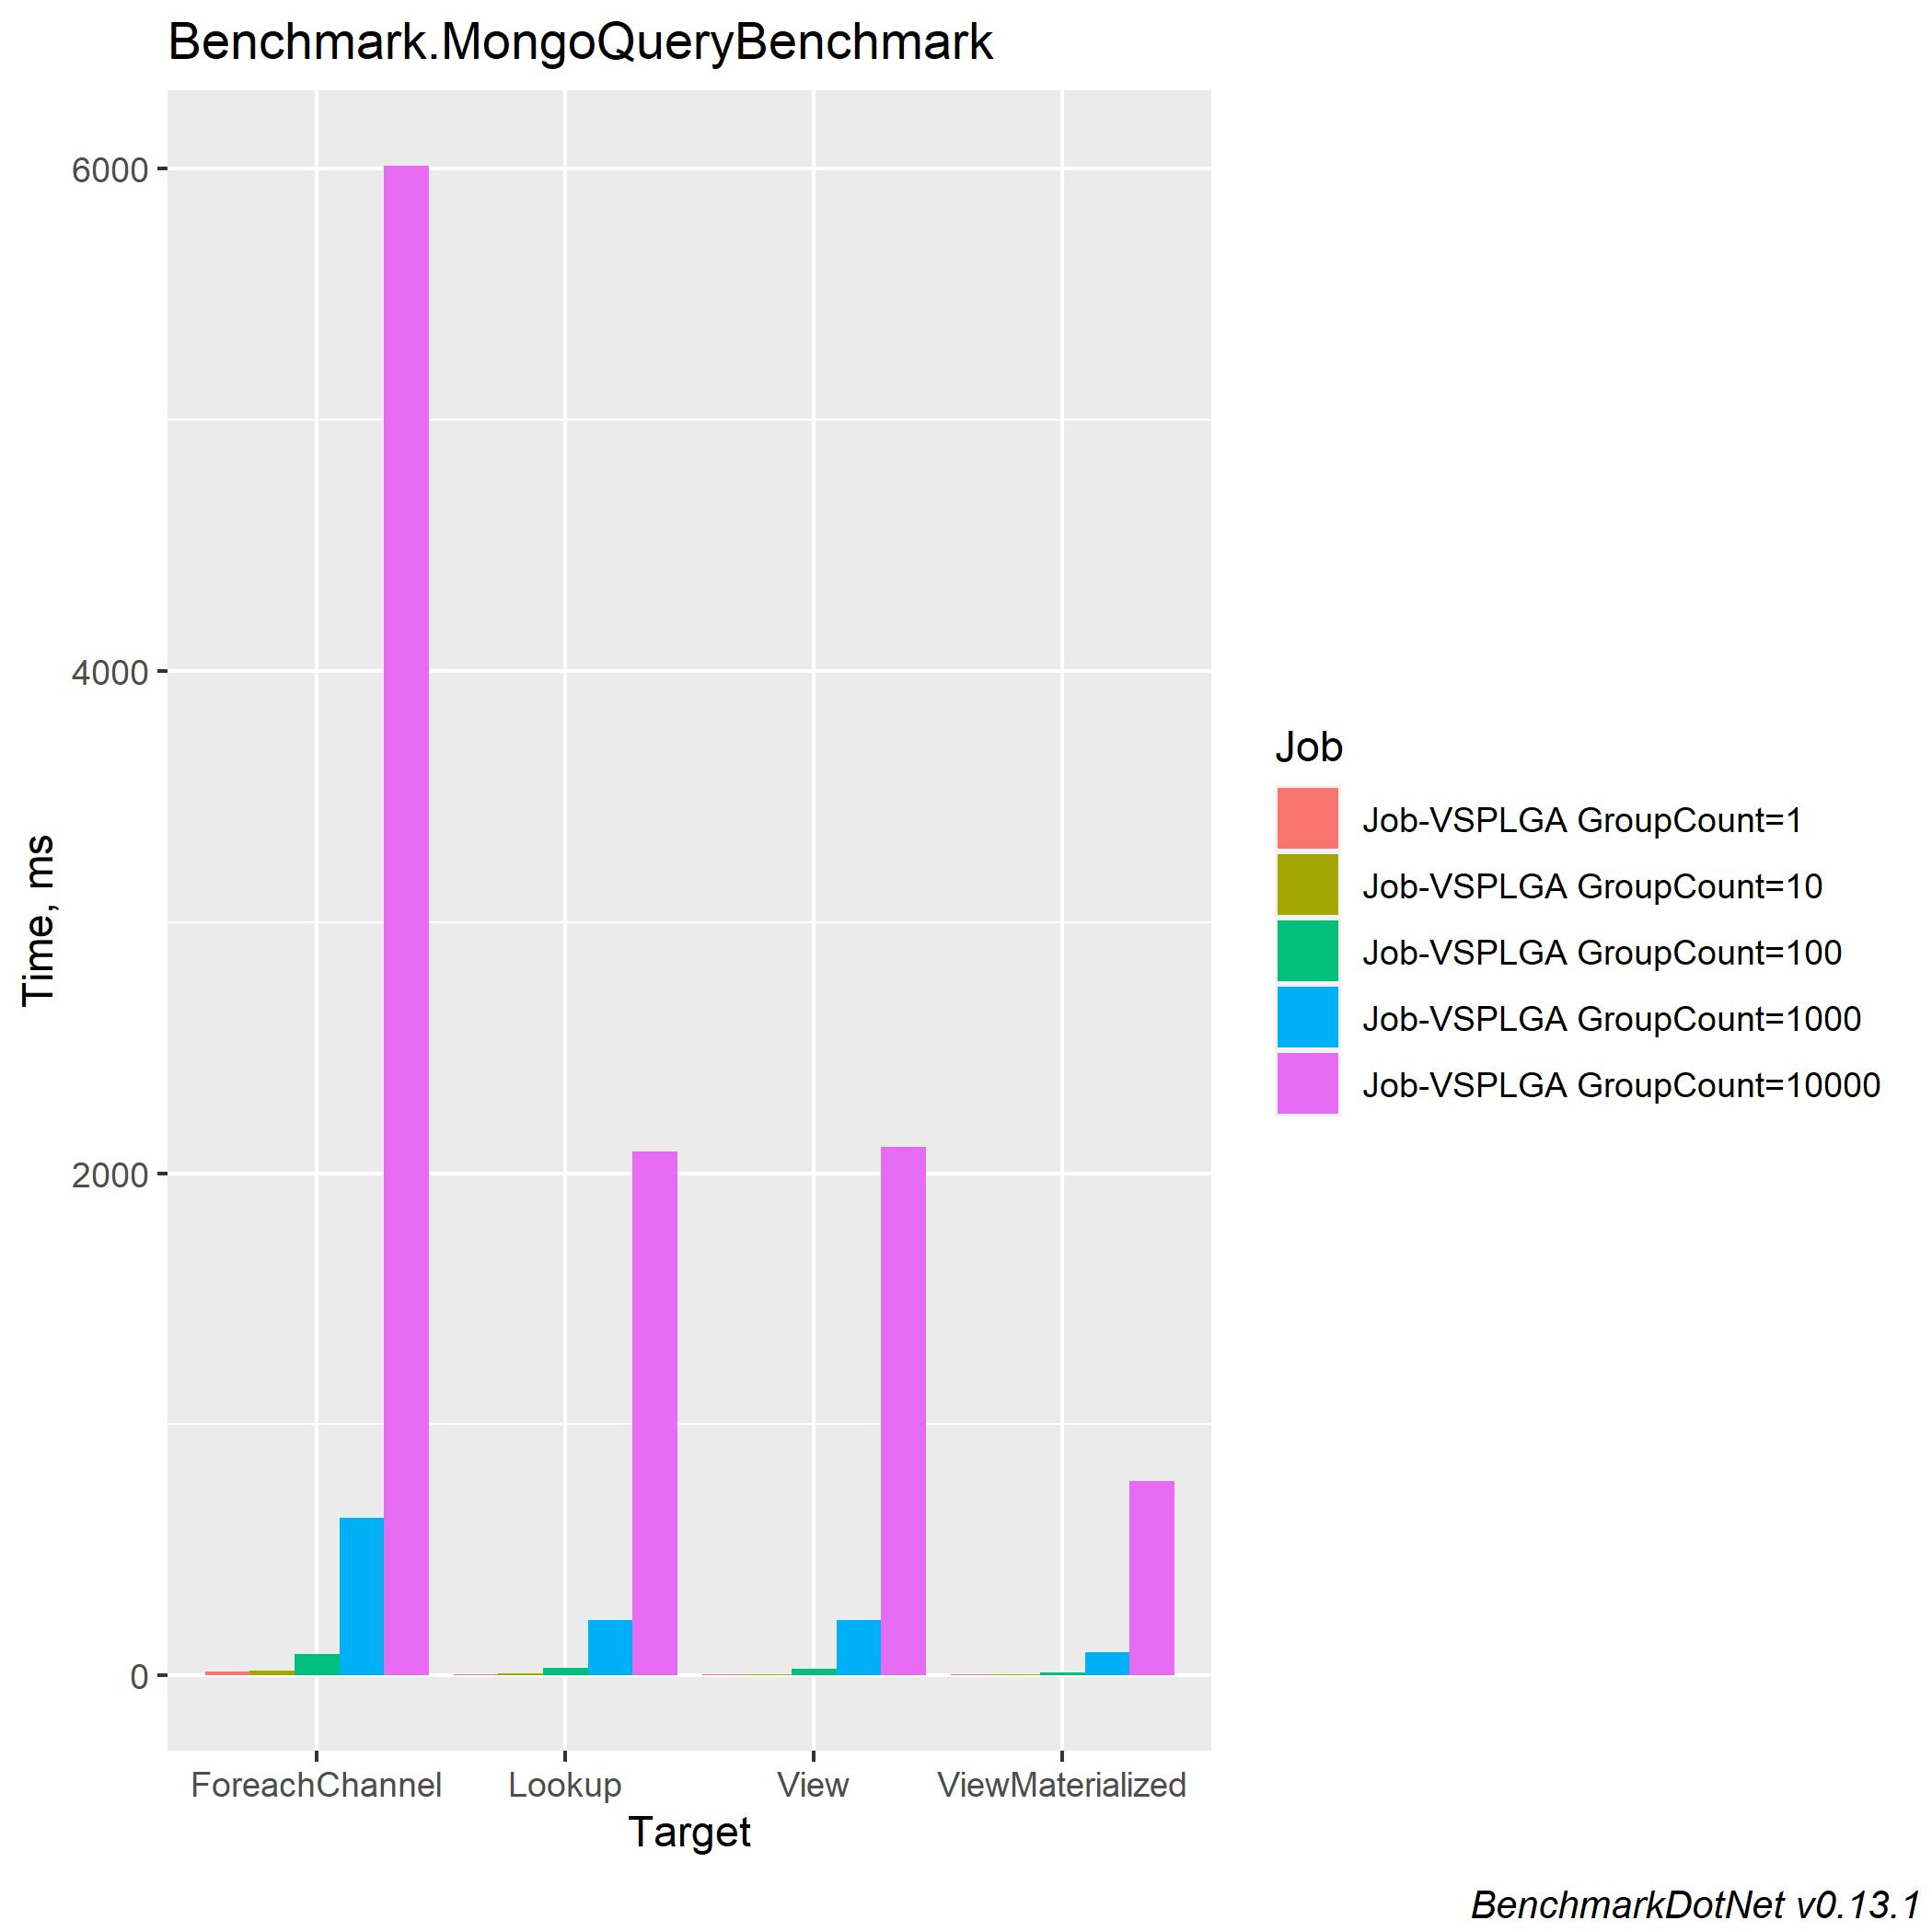 Benchmark.MongoQueryBenchmark
6000
4000
2000
0
Time, ms
ForeachChannel Lookup View ViewMaterialized
Target
Job
Job-VSPLGA GroupCount=1
Job-VSPLGA GroupCount=10
Job-VSPLGA GroupCount=100
Job-VSPLGA GroupCount=1000
Job-VSPLGA GroupCount=10000
BenchmarkDotNet v0.13.1